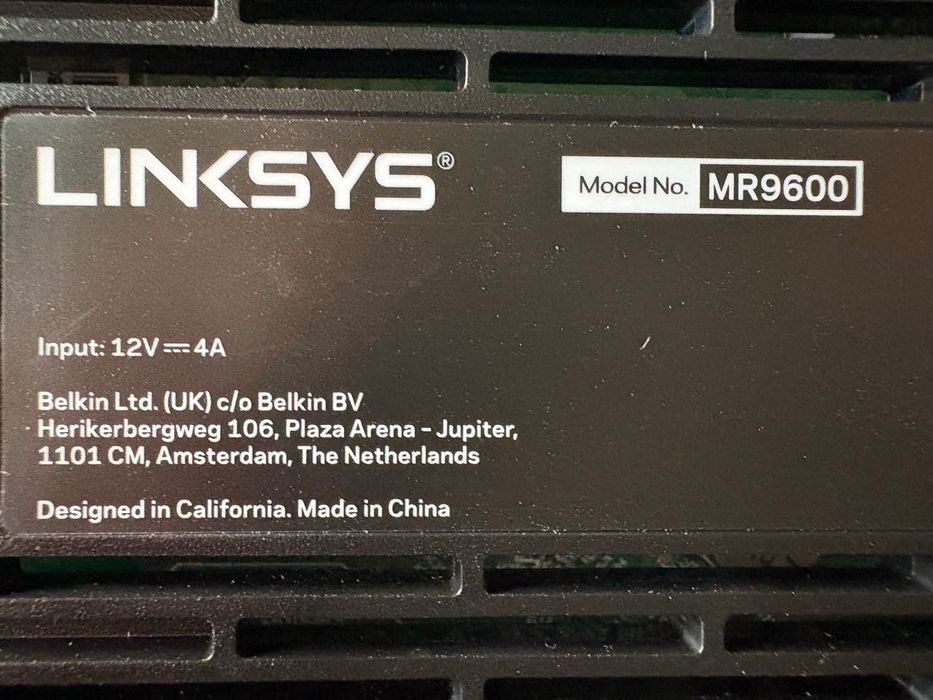 LINKSYS®
Model No. MR9600
Input: 12V⎓4A
Belkin Ltd. (UK) c/o Belkin BV
Herikerbergweg 106, Plaza Arena - Jupiter,
1101 CM, Amsterdam, The Netherlands
Designed in California. Made in China